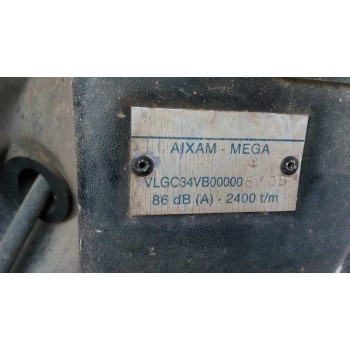 AIXAM - MEGA
VLGC34VB00000
86 dB (A) - 2400 t/m